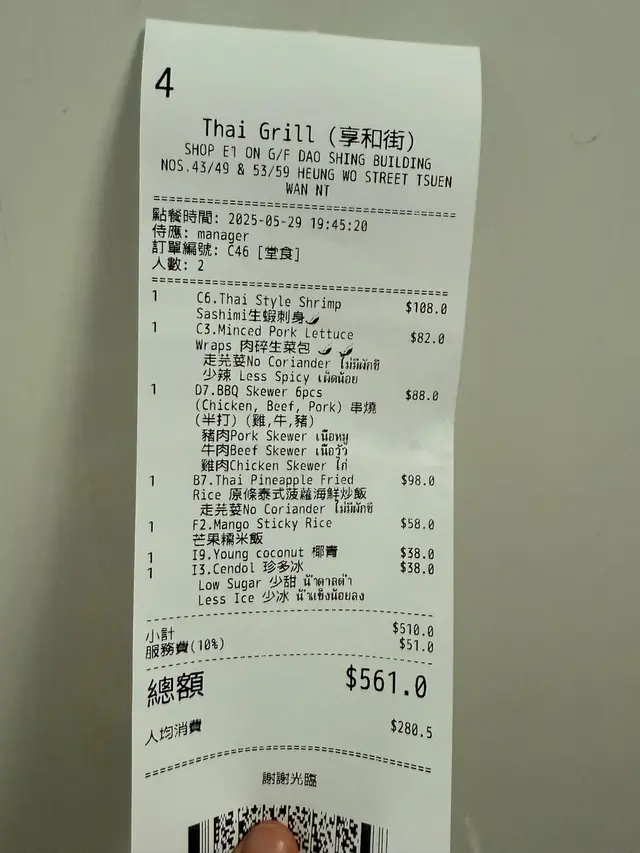 4
Thai Grill (享和街)
SHOP E1 ON G/F DAO SHING BUILDING
NOS.43/49 & 53/59 HEUNG WO STREET TSUEN
WAN NT
點餐時間: 2025-05-29 19:45:20
侍應: manager
訂單編號: C46 [堂食]
人數: 2
1 C6.Thai Style Shrimp $108.0
Sashimi生蝦刺身🌶
1 C3.Minced Pork Lettuce $82.0
Wraps 肉碎生菜包 🌶 🌶
走芫荽No Coriander ไม่มีผักชี
少辣 Less Spicy เผ็ดน้อย
1 D7.BBQ Skewer 6pcs $88.0
(Chicken, Beef, Pork) 串燒
(半打) (雞,牛,豬)
豬肉Pork Skewer เนื้อหมู
牛肉Beef Skewer เนื้อวัว
雞肉Chicken Skewer ไก่
1 B7.Thai Pineapple Fried $98.0
Rice 原條泰式菠蘿海鮮炒飯
走芫荽No Coriander ไม่มีผักชี
1 F2.Mango Sticky Rice $58.0
芒果糯米飯
1 I9.Young coconut 椰青 $38.0
1 I3.Cendol 珍多冰 $38.0
Low Sugar 少甜 น้ำตาลต่ำ
Less Ice 少冰 น้ำแข็งน้อยลง
小計 $510.0
服務費(10%) $51.0
總額 $561.0
人均消費 $280.5
謝謝光臨